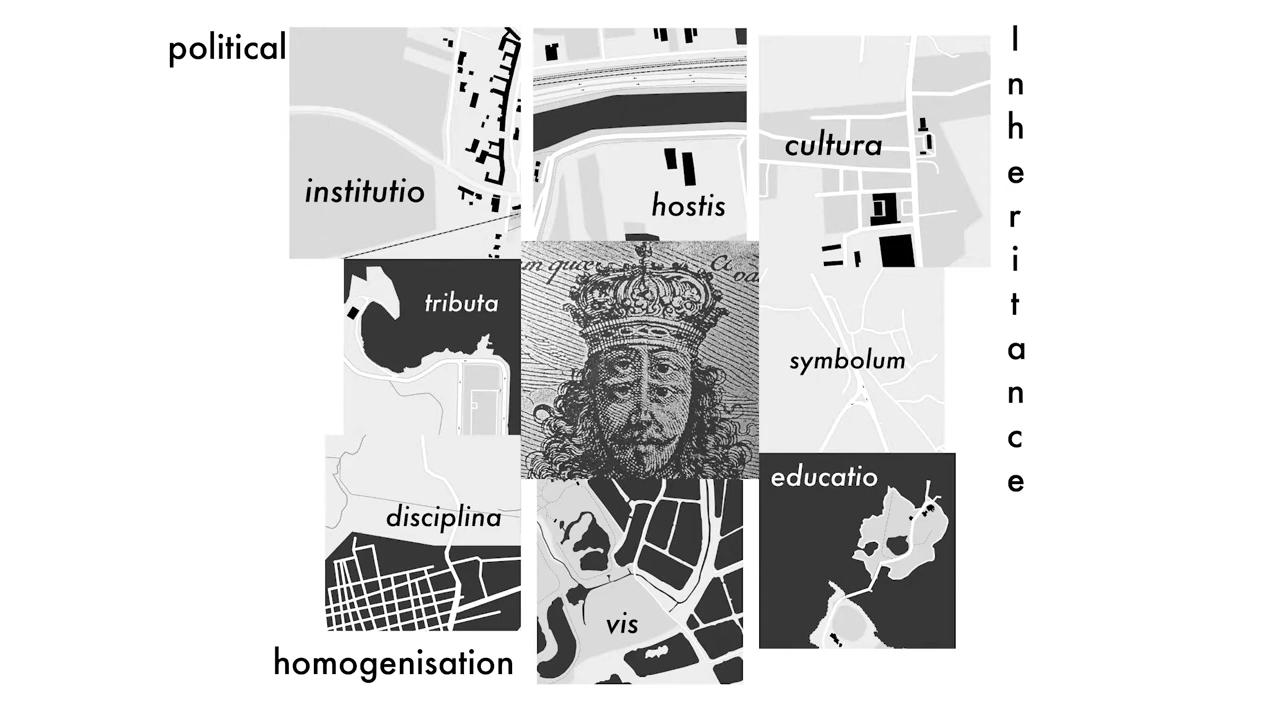 political
Inheritance
institutio
hostis
cultura
tributa
symbolum
educatio
disciplina
vis
homogenisation